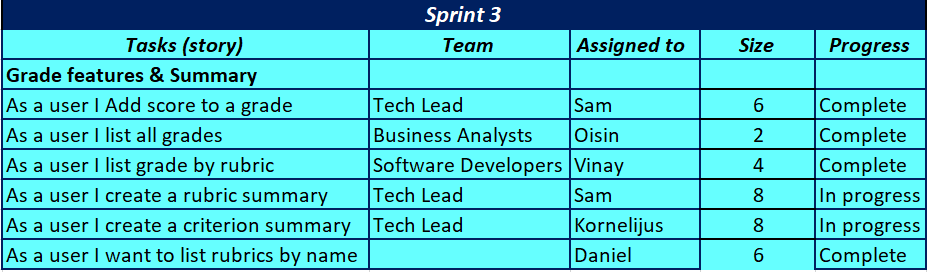 Sprint 3
Tasks (story) Team Assigned to Size Progress
Grade features & Summary
As a user I Add score to a grade Tech Lead Sam 6 Complete
As a user I list all grades Business Analysts Oisin 2 Complete
As a user I list grade by rubric Software Developers Vinay 4 Complete
As a user I create a rubric summary Tech Lead Sam 8 In progress
As a user I create a criterion summary Tech Lead Kornelijus 8 In progress
As a user I want to list rubrics by name Daniel 6 Complete